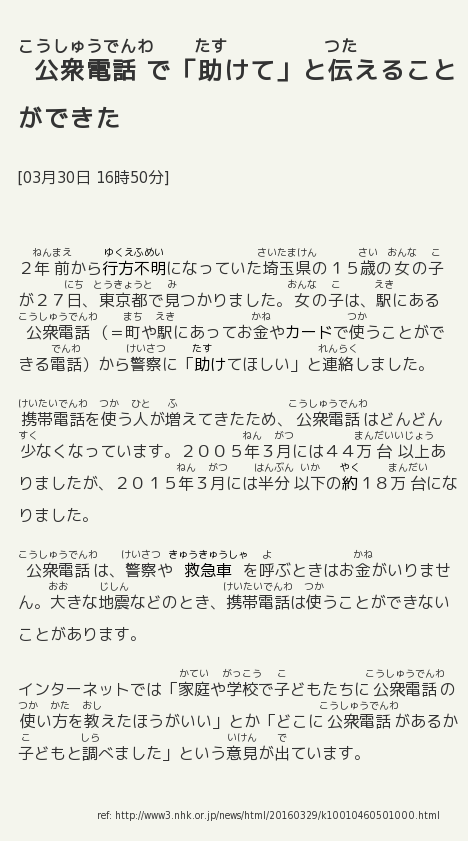 こうしゅうでんわ たす つた
公衆電話 で「助けて」と伝えること
ができた
[03月30日 16時50分]
ねんまえ ゆくえふめい さいたまけん さい おんな こ
２年 前から行方不明になっていた埼玉県の１５歳の女の子
にち とうきょうと み おんな こ えき
が２７日、東京都で見つかりました。女の子は、駅にある
こうしゅうでんわ まち えき かね つか
公衆電話 （＝町や駅にあってお金やカードで使うことがで
でんわ けいさつ たす れんらく
きる電話）から警察に「助けてほしい」と連絡しました。
けいたいでんわ つか ひと ふ こうしゅうでんわ
携帯電話を使う人が増えてきたため、 公衆電話 はどんどん
すく ねん がつ まんだいいじょう
少なくなっています。２００５年３月には４４万 台 以上あ
ねん がつ はんぶん いか やく まんだい
りましたが、２０１５年３月には半分 以下の約１８万 台にな
りました。
こうしゅうでんわ けいさつ きゅうきゅうしゃ よ かね
公衆電話 は、警察や 救急車 を呼ぶときはお金がいりませ
おお じしん けいたいでんわ つか
ん。大きな地震などのとき、携帯電話は使うことができない
ことがあります。
かてい がっこう こ こうしゅうでんわ
インターネットでは「家庭や学校で子どもたちに 公衆電話 の
つか かた おし こうしゅうでんわ
使い方を教えたほうがいい」とか「どこに 公衆電話 があるか
こ しら いけん で
子どもと調べました」という意見が出ています。
ref: http://www3.nhk.or.jp/news/html/20160329/k10010460501000.html